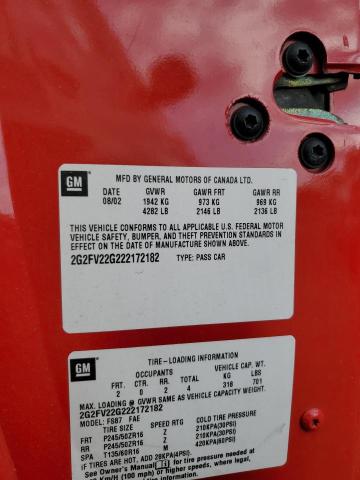 GM
MFD BY GENERAL MOTORS OF CANADA LTD.
DATE GVWR GAWR FRT GAWR RR
08/02 1942 KG 973 KG 969 KG
4282 LB 2146 LB 2136 LB
THIS VEHICLE CONFORMS TO ALL APPLICABLE U.S. FEDERAL MOTOR
VEHICLE SAFETY, BUMPER, AND THEFT PREVENTION STANDARDS
IN EFFECT ON THE DATE OF MANUFACTURE SHOWN ABOVE.
2G2FV22G222172182 TYPE: PASS CAR
GM
TIRE-LOADING INFORMATION
OCCUPANTS VEHICLE CAP. WT.
FRT CTR RR TOTAL KG LBS
2 0 2 4 318 701
MAX. LOADING @ GVWR SAME AS VEHICLE CAPACITY WEIGHT.
2G2FV22G222172182
MODEL: FS87 FAE
TIRE SIZE SPEED RTG COLD TIRE PRESSURE
FRT P245/50ZR16 Z 210KPA(30PSI)
RR P245/50ZR16 Z 210KPA(30PSI)
SPA T135/60R16 M 420KPA(60PSI)
IF TIRES ARE HOT, ADD 28KPA(4PSI).
See Owner's Manual
(100 mph)